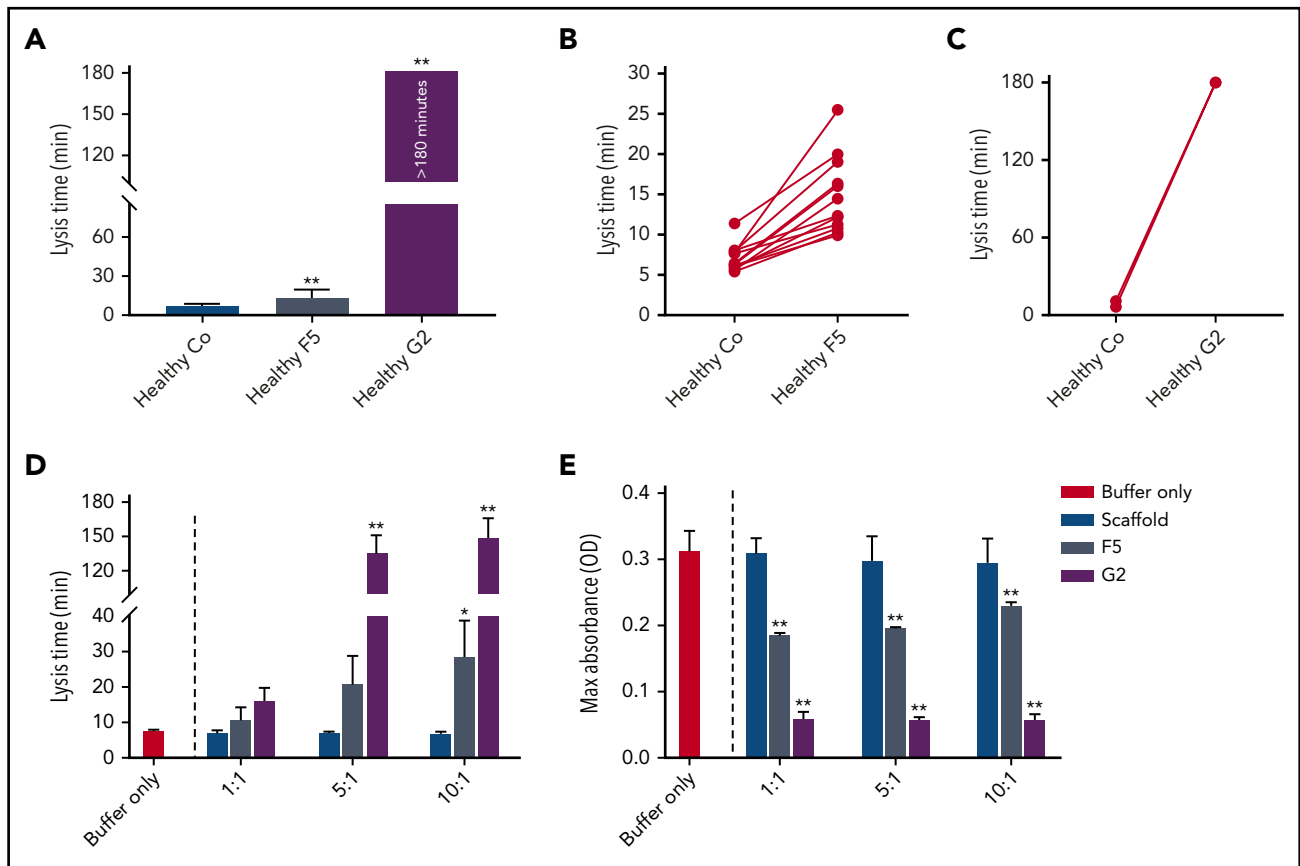 A
Lysis time (min)
180
150
120
60
30
0
**
**
>180 minutes
Healthy Co
Healthy F5
Healthy G2
B
Lysis time (min)
30
25
20
15
10
5
0
Healthy Co
Healthy F5
C
Lysis time (min)
180
120
60
0
Healthy Co
Healthy G2
D
Lysis time (min)
180
150
120
40
30
20
10
0
**
*
**
Buffer only
1:1
5:1
10:1
E
Max absorbance (OD)
0.4
0.3
0.2
0.1
0.0
**
**
**
**
**
**
Buffer only
1:1
5:1
10:1
Buffer only
Scaffold
F5
G2